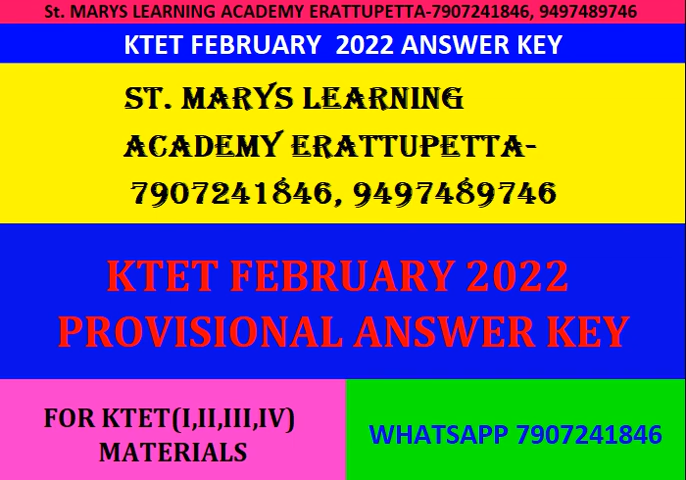 St. MARYS LEARNING ACADEMY ERATTUPETTA-7907241846, 9497489746
KTET FEBRUARY 2022 ANSWER KEY
ST. MARYS LEARNING
ACADEMY ERATTUPETTA-
7907241846, 9497489746
KTET FEBRUARY 2022
PROVISIONAL ANSWER KEY
FOR KTET(I,II,III,IV)
MATERIALS
WHATSAPP 7907241846